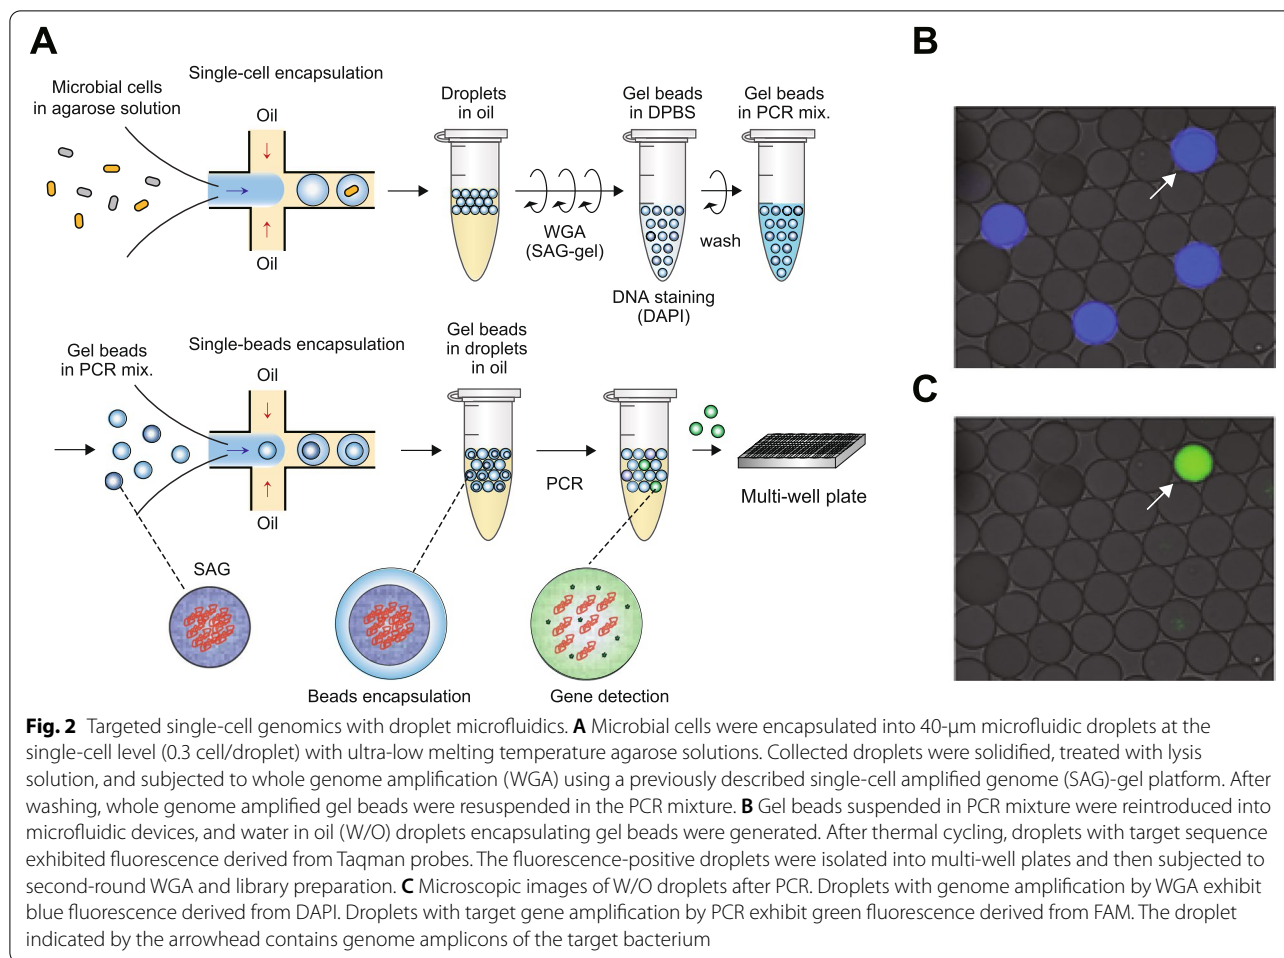 A
B
Single-cell encapsulation
Microbial cells
in agarose solution
Oil
Oil
Droplets
in oil
WGA
(SAG-gel)
Gel beads
in DPBS
wash
Gel beads
in PCR mix.
DNA staining
(DAPI)
Gel beads
in PCR mix.
Single-beads encapsulation
Oil
Oil
Gel beads
in droplets
in oil
PCR
Multi-well plate
C
SAG
Beads encapsulation
Gene detection
Fig. 2 Targeted single-cell genomics with droplet microfluidics. A Microbial cells were encapsulated into 40-μm microfluidic droplets at the
single-cell level (0.3 cell/droplet) with ultra-low melting temperature agarose solutions. Collected droplets were solidified, treated with lysis
solution, and subjected to whole genome amplification (WGA) using a previously described single-cell amplified genome (SAG)-gel platform. After
washing, whole genome amplified gel beads were resuspended in the PCR mixture. B Gel beads suspended in PCR mixture were reintroduced into
microfluidic devices, and water in oil (W/O) droplets encapsulating gel beads were generated. After thermal cycling, droplets with target sequence
exhibited fluorescence derived from Taqman probes. The fluorescence-positive droplets were isolated into multi-well plates and then subjected to
second-round WGA and library preparation. C Microscopic images of W/O droplets after PCR. Droplets with genome amplification by WGA exhibit
blue fluorescence derived from DAPI. Droplets with target gene amplification by PCR exhibit green fluorescence derived from FAM. The droplet
indicated by the arrowhead contains genome amplicons of the target bacterium